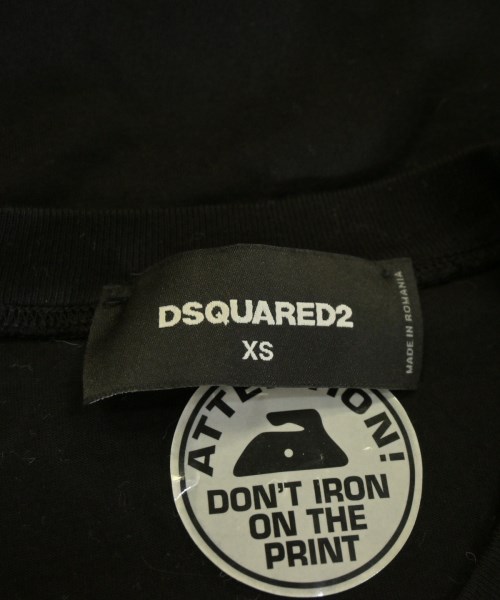 DSQUARED2
XS
MADE IN ROMANIA
ATTENTION!
DON'T IRON
ON THE
PRINT